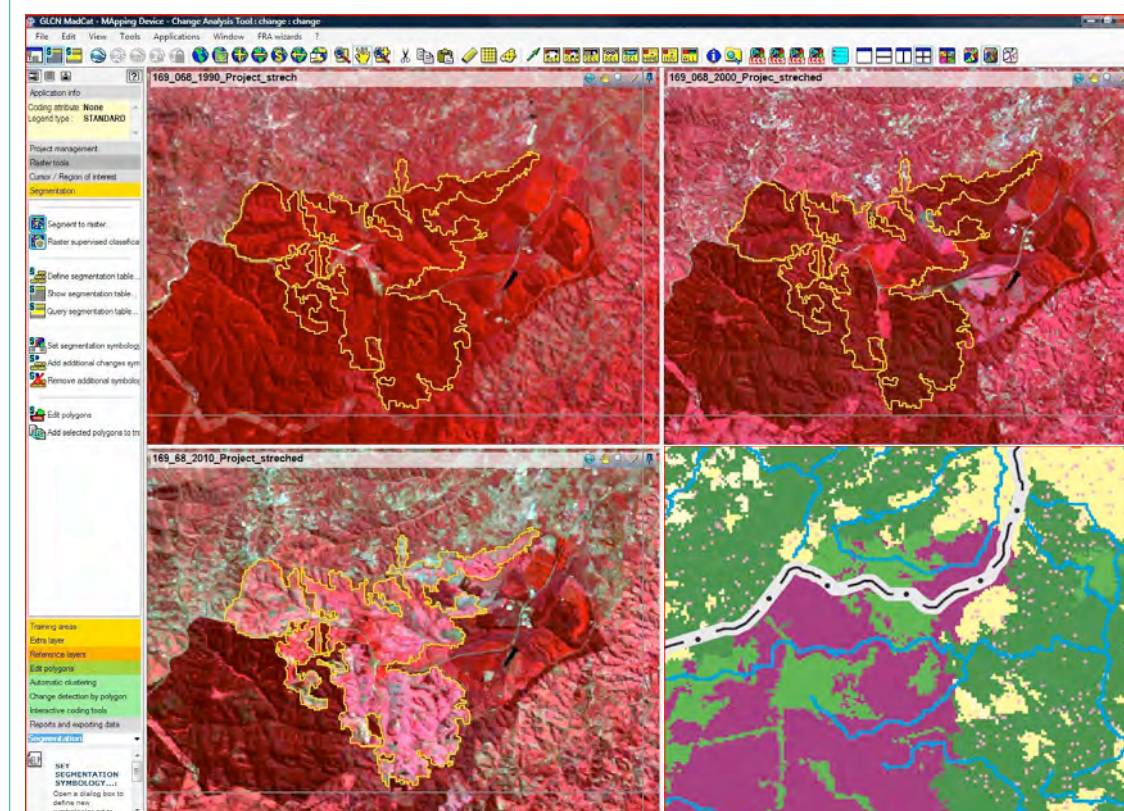 GLCN MadCat - MApping Device - Change Analysis Tool : change : change
File Edit View Tools Applications Window FRA wizards ?
Application info
Coding attribute : None
Legend type : STANDARD
Project management
Raster tools
Cursor / Region of interest
Segmentation
Segment to raster...
Raster supervised classifica
Define segmentation table...
Show segmentation table...
Query segmentation table...
Set segmentation symbolog
Add additional changes sym
Remove additional symbolog
Edit polygons
Add selected polygons to tr
Training areas
Extra layer
Reference layers
Edit polygons
Automatic clustering
Change detection by polygon
Interactive coding tools
Reports and exporting data
Segmentation
HELP
SET
SEGMENTATION
SYMBOLOGY...:
Open a dialog box to
define new
169_068_1990_Project_strech
169_068_2000_Projec_streched
169_68_2010_Project_streched